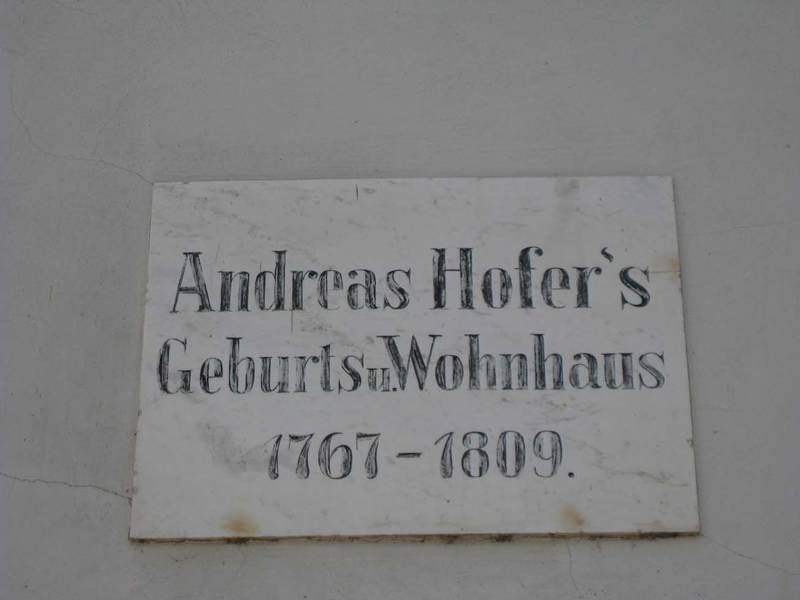 Andreas Hofer`s
Geburts u. Wohnhaus
1767 - 1809.